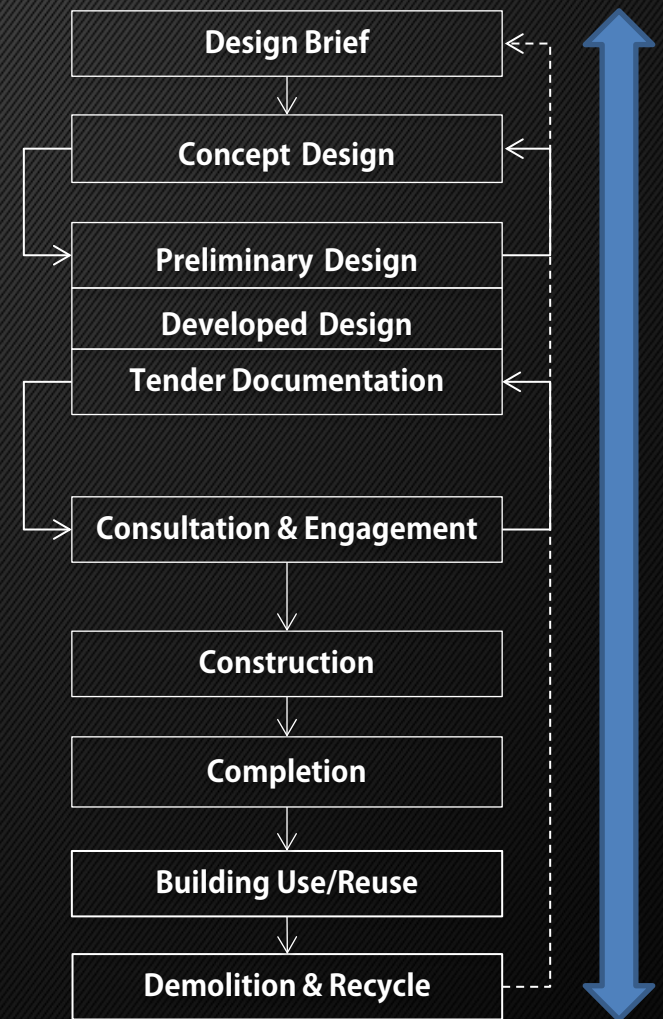 Design Brief
Concept Design
Preliminary Design
Developed Design
Tender Documentation
Consultation & Engagement
Construction
Completion
Building Use/Reuse
Demolition & Recycle